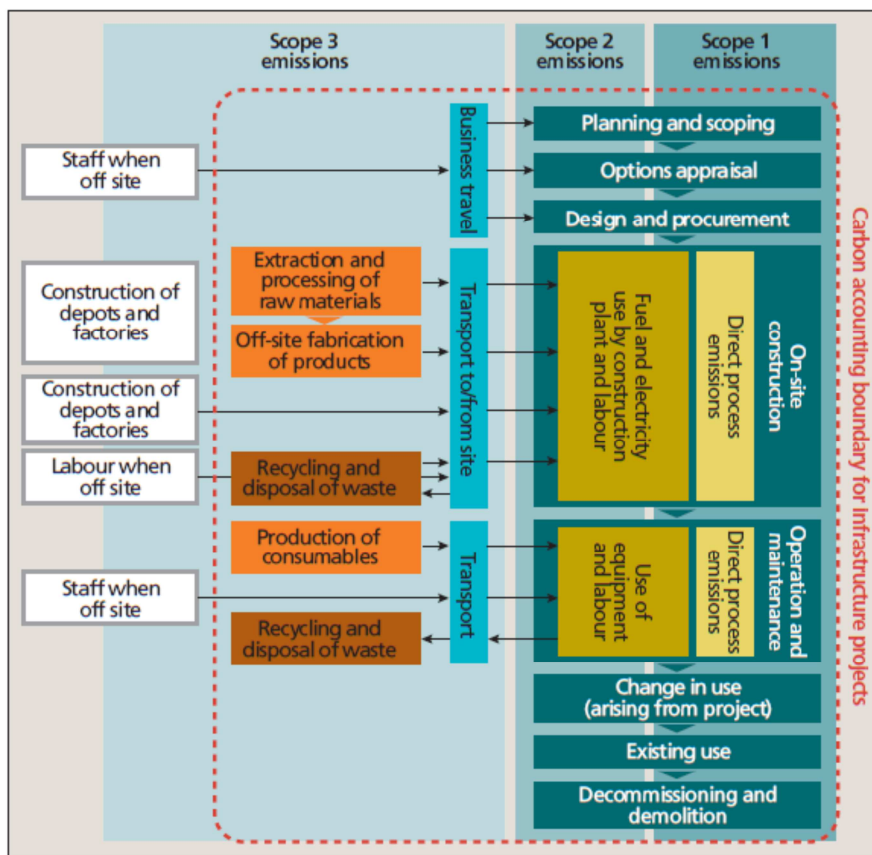 Scope 3
emissions
Scope 2
emissions
Scope 1
emissions
Business travel
Planning and scoping
Staff when
off site
Options appraisal
Design and procurement
Carbon accounting boundary for infrastructure projects
Construction of
depots and
factories
Extraction and
processing of
raw materials
Off-site fabrication
of products
Transport to/from site
Fuel and electricity
use by construction
plant and labour
Direct process
emissions
On-site
construction
Construction of
depots and
factories
Labour when
off site
Recycling and
disposal of waste
Production of
consumables
Transport
Use of
equipment
and labour
Direct process
emissions
Operation and
maintenance
Staff when
off site
Recycling and
disposal of waste
Change in use
(arising from project)
Existing use
Decommissioning and
demolition